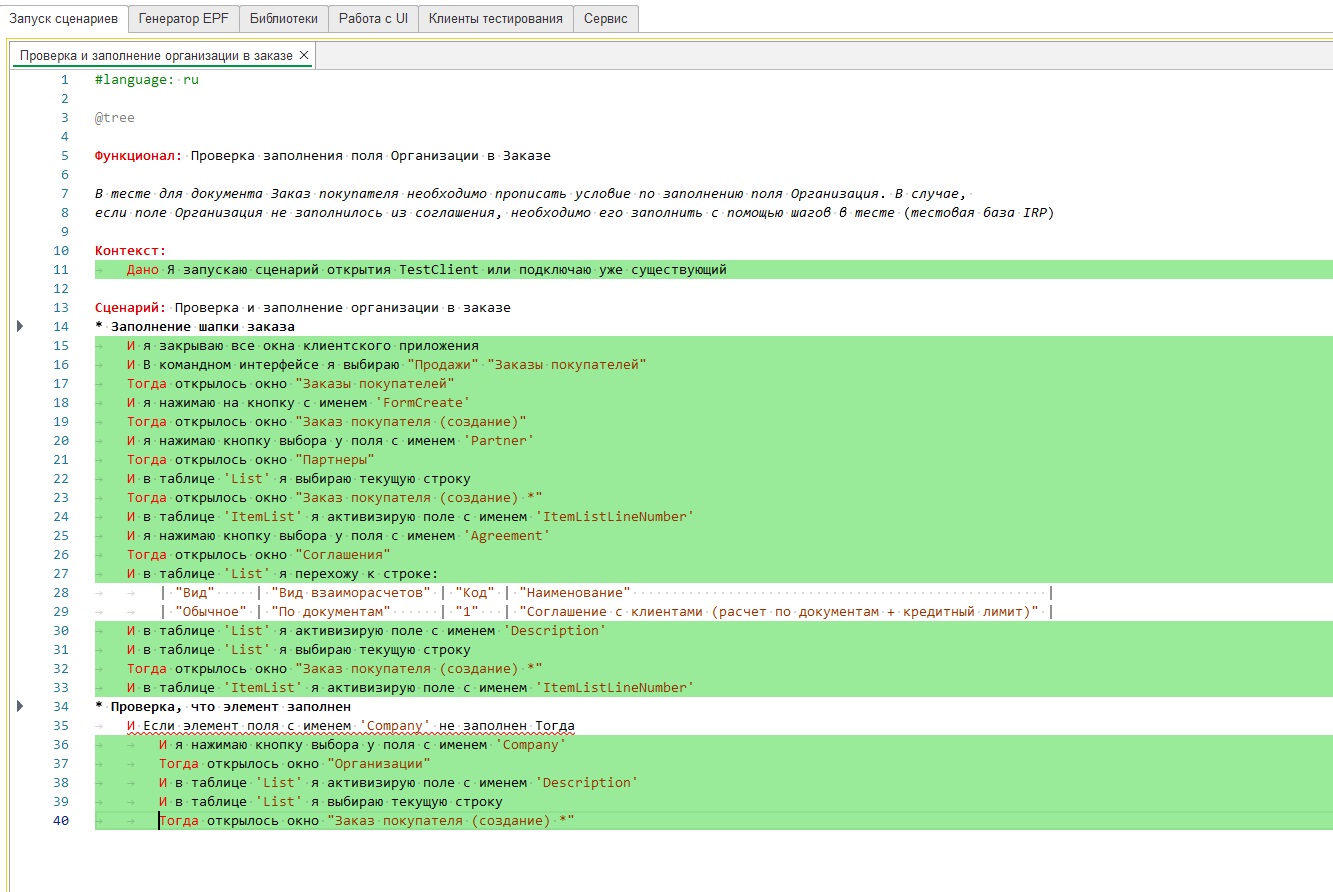 Запуск сценариев Генератор EPF Библиотеки Работа с UI Клиенты тестирования Сервис
Проверка и заполнение организации в заказе ×
1 #language: ru
2
3 @tree
4
5 Функционал: Проверка заполнения поля Организации в Заказе
6
7 В тесте для документа Заказ покупателя необходимо прописать условие по заполнению поля Организация. В случае,
8 если поле Организация не заполнилось из соглашения, необходимо его заполнить с помощью шагов в тесте (тестовая база IRP)
9
10 Контекст:
11 Дано Я запускаю сценарий открытия TestClient или подключаю уже существующий
12
13 Сценарий: Проверка и заполнение организации в заказе
14 * Заполнение шапки заказа
15 И я закрываю все окна клиентского приложения
16 И В командном интерфейсе я выбираю "Продажи" "Заказы покупателей"
17 Тогда открылось окно "Заказы покупателей"
18 И я нажимаю на кнопку с именем 'FormCreate'
19 Тогда открылось окно "Заказ покупателя (создание)"
20 И я нажимаю кнопку выбора у поля с именем 'Partner'
21 Тогда открылось окно "Партнеры"
22 И в таблице 'List' я выбираю текущую строку
23 Тогда открылось окно "Заказ покупателя (создание) *"
24 И в таблице 'ItemList' я активизирую поле с именем 'ItemListLineNumber'
25 И я нажимаю кнопку выбора у поля с именем 'Agreement'
26 Тогда открылось окно "Соглашения"
27 И в таблице 'List' я перехожу к строке:
28 | "Вид" | "Вид взаиморасчетов" | "Код" | "Наименование" |
29 | "Обычное" | "По документам" | "1" | "Соглашение с клиентами (расчет по документам + кредитный лимит)" |
30 И в таблице 'List' я активизирую поле с именем 'Description'
31 И в таблице 'List' я выбираю текущую строку
32 Тогда открылось окно "Заказ покупателя (создание) *"
33 И в таблице 'ItemList' я активизирую поле с именем 'ItemListLineNumber'
34 * Проверка, что элемент заполнен
35 И Если элемент поля с именем 'Company' не заполнен Тогда
36 И я нажимаю кнопку выбора у поля с именем 'Company'
37 Тогда открылось окно "Организации"
38 И в таблице 'List' я активизирую поле с именем 'Description'
39 И в таблице 'List' я выбираю текущую строку
40 Тогда открылось окно "Заказ покупателя (создание) *"